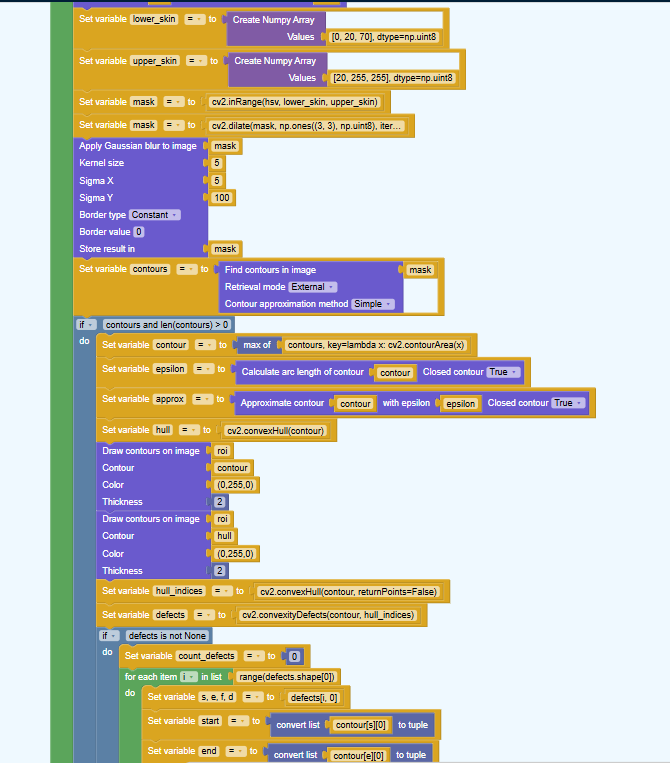 Set variable lower_skin = to Create Numpy Array
Values [0, 20, 70], dtype=np.uint8
Set variable upper_skin = to Create Numpy Array
Values [20, 255, 255], dtype=np.uint8
Set variable mask = to cv2.inRange(hsv, lower_skin, upper_skin)
Set variable mask = to cv2.dilate(mask, np.ones((3, 3), np.uint8), iter...
Apply Gaussian blur to image mask
Kernel size 5
Sigma X 5
Sigma Y 100
Border type Constant
Border value 0
Store result in mask
Set variable contours = to Find contours in image mask
Retrieval mode External
Contour approximation method Simple
if contours and len(contours) > 0
do Set variable contour = to max of contours, key=lambda x: cv2.contourArea(x)
Set variable epsilon = to Calculate arc length of contour contour Closed contour True
Set variable approx = to Approximate contour contour with epsilon epsilon Closed contour True
Set variable hull = to cv2.convexHull(contour)
Draw contours on image roi
Contour contour
Color (0,255,0)
Thickness 2
Draw contours on image roi
Contour hull
Color (0,255,0)
Thickness 2
Set variable hull_indices = to cv2.convexHull(contour, returnPoints=False)
Set variable defects = to cv2.convexityDefects(contour, hull_indices)
if defects is not None
do Set variable count_defects = to 0
for each item i in list range(defects.shape[0])
do Set variable s, e, f, d = to defects[i, 0]
Set variable start = to convert list contour[s][0] to tuple
Set variable end = to convert list contour[e][0] to tuple